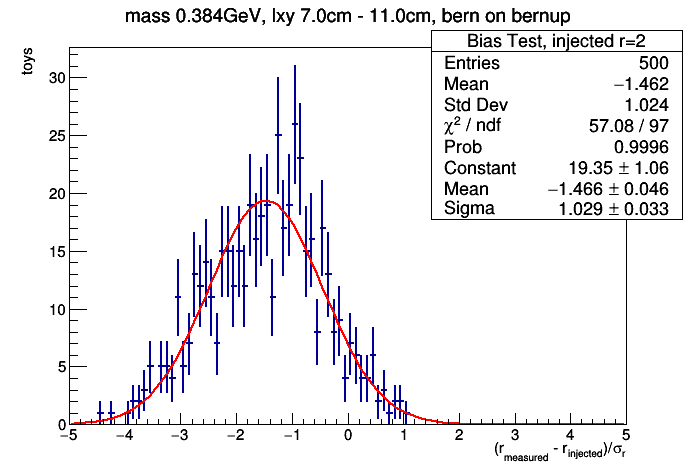 mass 0.384GeV, lxy 7.0cm - 11.0cm, bern on bernup
Bias Test, injected r=2
Entries 500
Mean −1.462
Std Dev 1.024
χ² / ndf 57.08 / 97
Prob 0.9996
Constant 19.35 ± 1.06
Mean −1.466 ± 0.046
Sigma 1.029 ± 0.033
toys
30
25
20
15
10
5
0
−5 −4 −3 −2 −1 0 1 2 3 4 5
(r_measured - r_injected)/σ_r